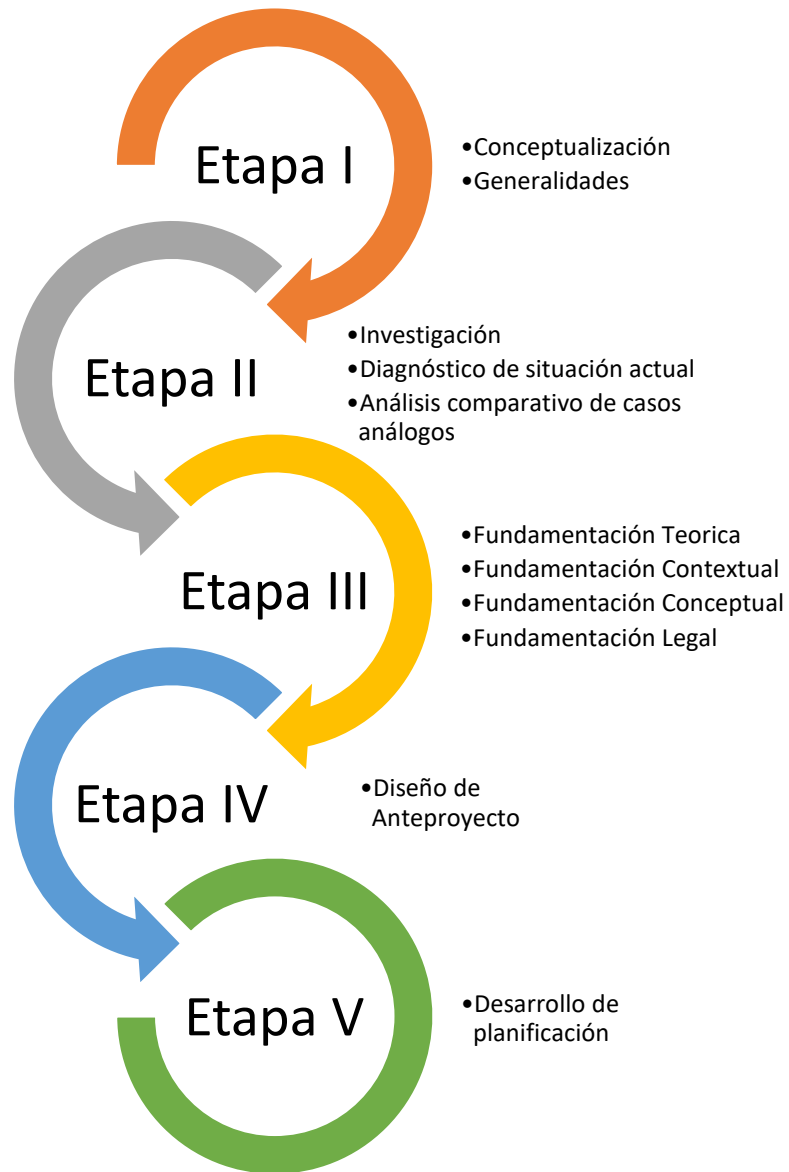 Etapa I
•Conceptualización
•Generalidades
Etapa II
•Investigación
•Diagnóstico de situación actual
•Análisis comparativo de casos
análogos
Etapa III
•Fundamentación Teorica
•Fundamentación Contextual
•Fundamentación Conceptual
•Fundamentación Legal
Etapa IV
•Diseño de
Anteproyecto
Etapa V
•Desarrollo de
planificación